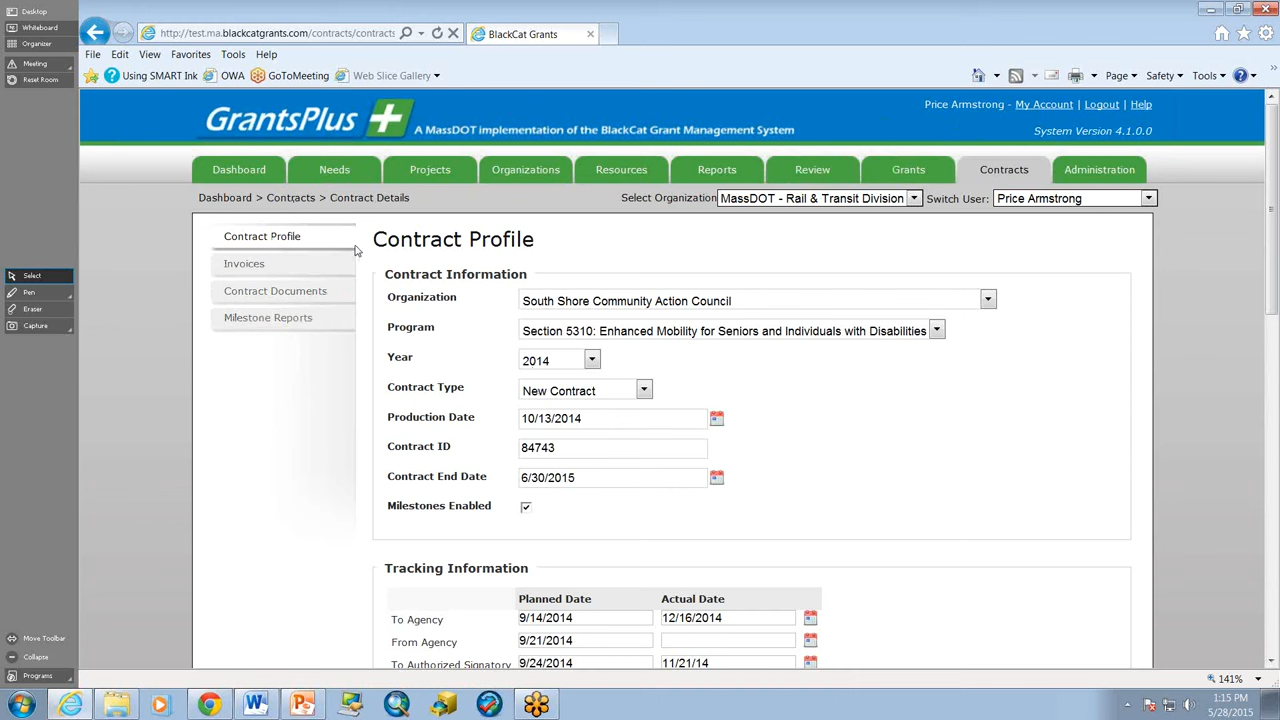 Desktop
Whiteboard
Organizer
Meeting
Reset Room
Select
Pen
Eraser
Capture
Move Toolbar
Collapse
Programs
http://test.ma.blackcatgrants.com/contracts/contracts
BlackCat Grants
File Edit View Favorites Tools Help
Using SMART Ink OWA GoToMeeting Web Slice Gallery
Page Safety Tools
GrantsPlus+ A MassDOT implementation of the BlackCat Grant Management System
Price Armstrong - My Account | Logout | Help
System Version 4.1.0.0
Dashboard Needs Projects Organizations Resources Reports Review Grants Contracts Administration
Dashboard > Contracts > Contract Details
Select Organization MassDOT - Rail & Transit Division Switch User: Price Armstrong
Contract Profile
Invoices
Contract Documents
Milestone Reports
Contract Profile
Contract Information
Organization South Shore Community Action Council
Program Section 5310: Enhanced Mobility for Seniors and Individuals with Disabilities
Year 2014
Contract Type New Contract
Production Date 10/13/2014
Contract ID 84743
Contract End Date 6/30/2015
Milestones Enabled
Tracking Information
Planned Date Actual Date
To Agency 9/14/2014 12/16/2014
From Agency 9/21/2014
To Authorized Signatory 9/24/2014 11/21/14
141%
1:15 PM
5/28/2015